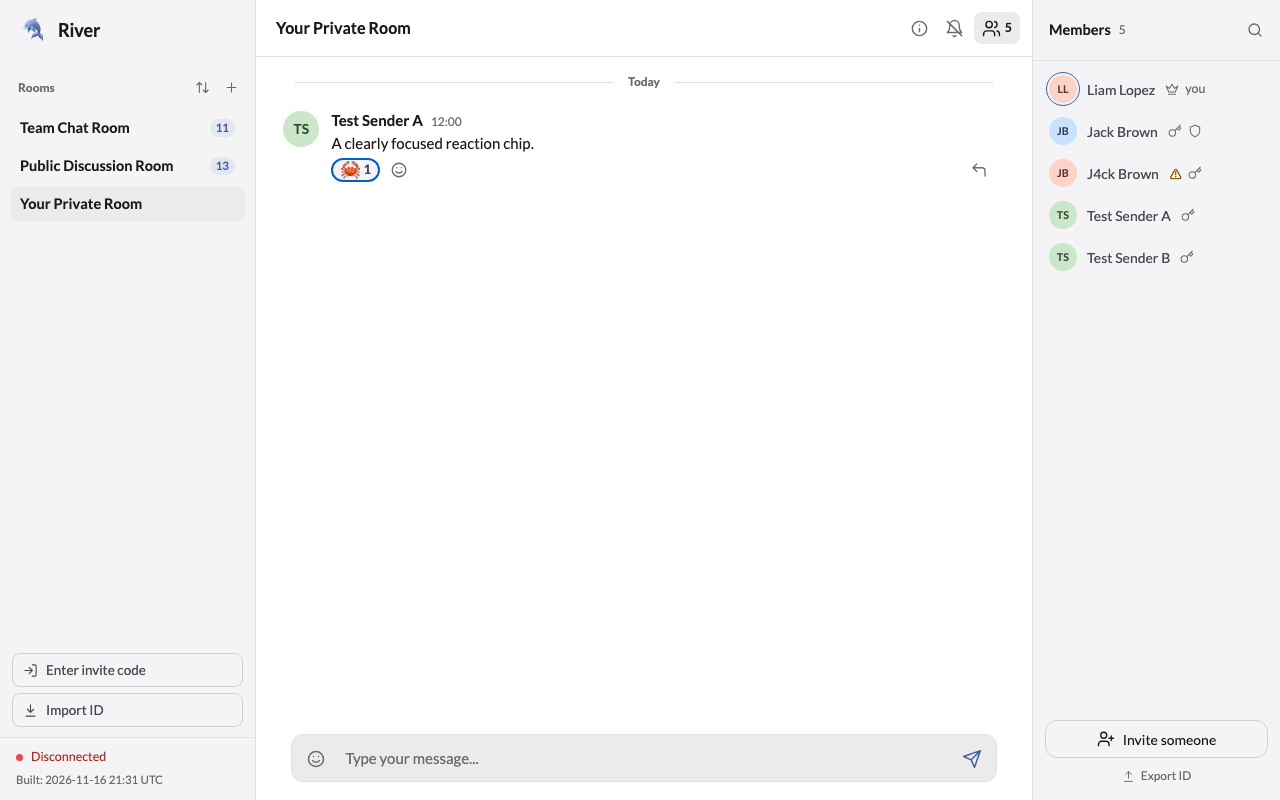 River
Rooms
Team Chat Room 11
Public Discussion Room 13
Your Private Room
Enter invite code
Import ID
Disconnected
Built: 2026-11-16 21:31 UTC
Your Private Room
5
Today
TS
Test Sender A 12:00
A clearly focused reaction chip.
1
Type your message...
Members 5
LL Liam Lopez you
JB Jack Brown
JB J4ck Brown
TS Test Sender A
TS Test Sender B
Invite someone
Export ID